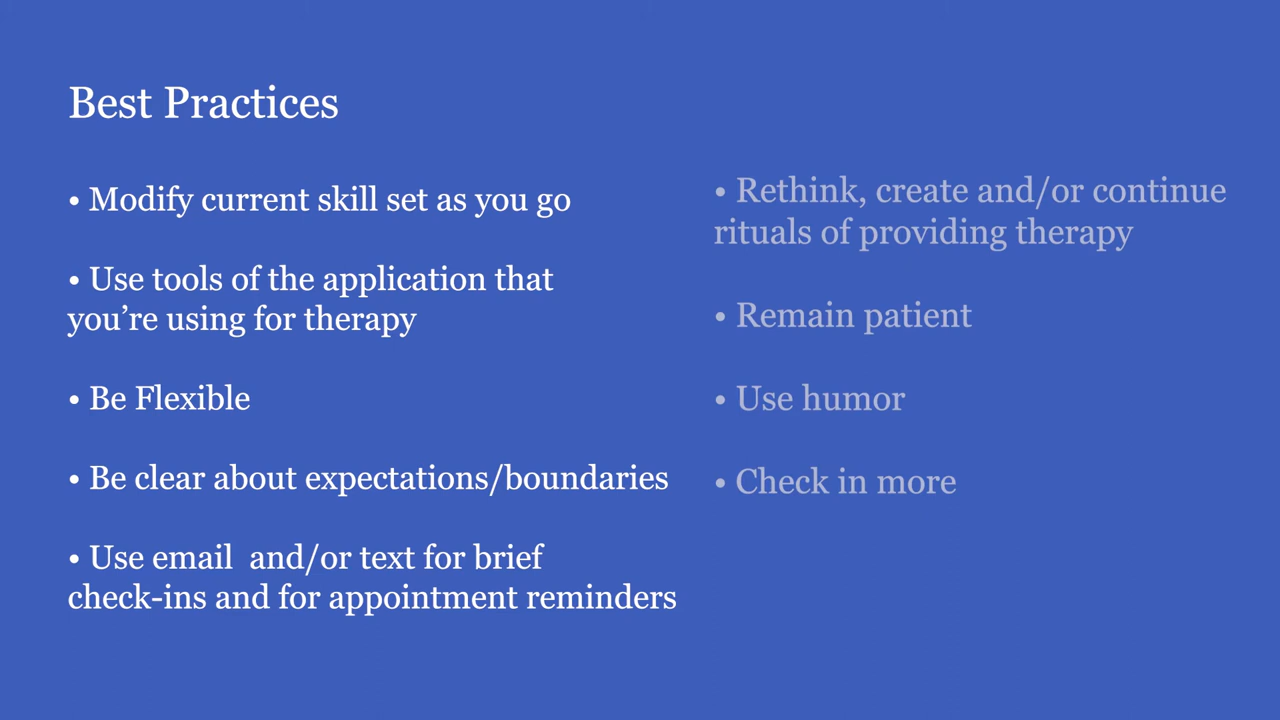 Best Practices
• Modify current skill set as you go
• Use tools of the application that
you’re using for therapy
• Be Flexible
• Be clear about expectations/boundaries
• Use email  and/or text for brief
check-ins and for appointment reminders
• Rethink, create and/or continue
rituals of providing therapy
• Remain patient
• Use humor
• Check in more